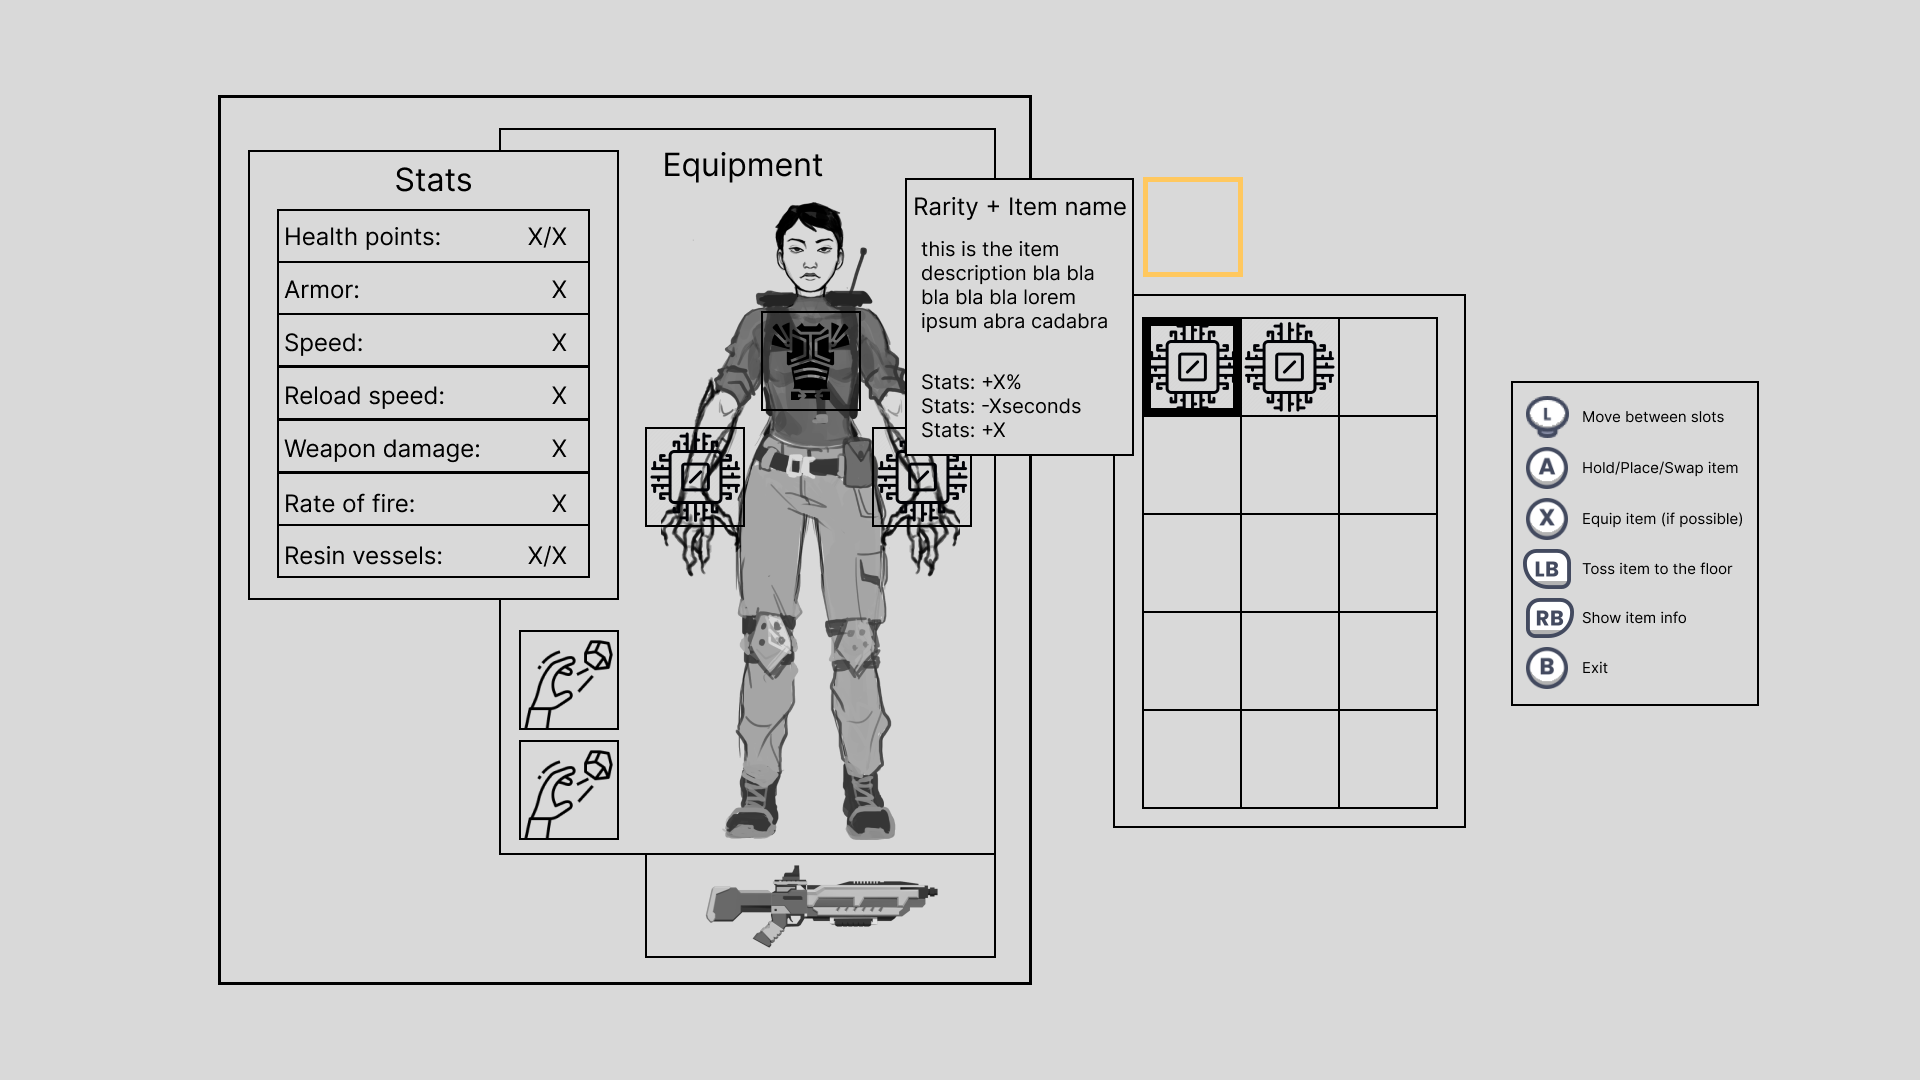 Stats
Health points: X/X
Armor: X
Speed: X
Reload speed: X
Weapon damage: X
Rate of fire: X
Resin vessels: X/X
Equipment
Rarity + Item name
this is the item
description bla bla
bla bla bla lorem
ipsum abra cadabra
Stats: +X%
Stats: -Xseconds
Stats: +X
L Move between slots
A Hold/Place/Swap item
X Equip item (if possible)
LB Toss item to the floor
RB Show item info
B Exit